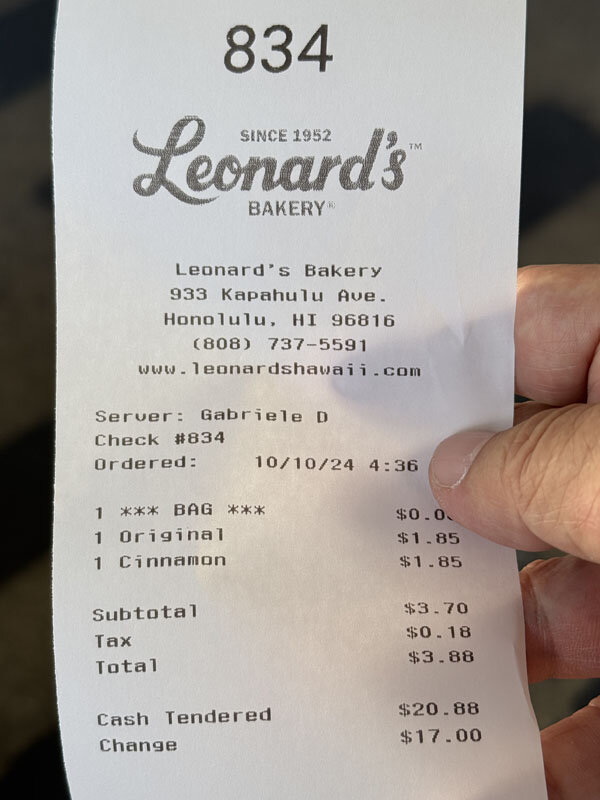 834
SINCE 1952
Leonard's™
BAKERY®
Leonard's Bakery
933 Kapahulu Ave.
Honolulu, HI 96816
(808) 737-5591
www.leonardshawaii.com
Server: Gabriele D
Check #834
Ordered: 10/10/24 4:36
1 *** BAG ***
1 Original $1.85
1 Cinnamon $1.85
Subtotal $3.70
Tax $0.18
Total $3.88
Cash Tendered $20.88
Change $17.00